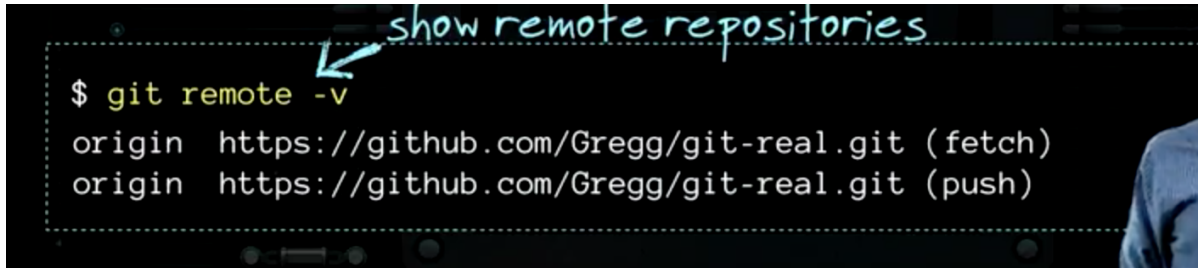 show remote repositories
$ git remote -v
origin  https://github.com/Gregg/git-real.git (fetch)
origin  https://github.com/Gregg/git-real.git (push)